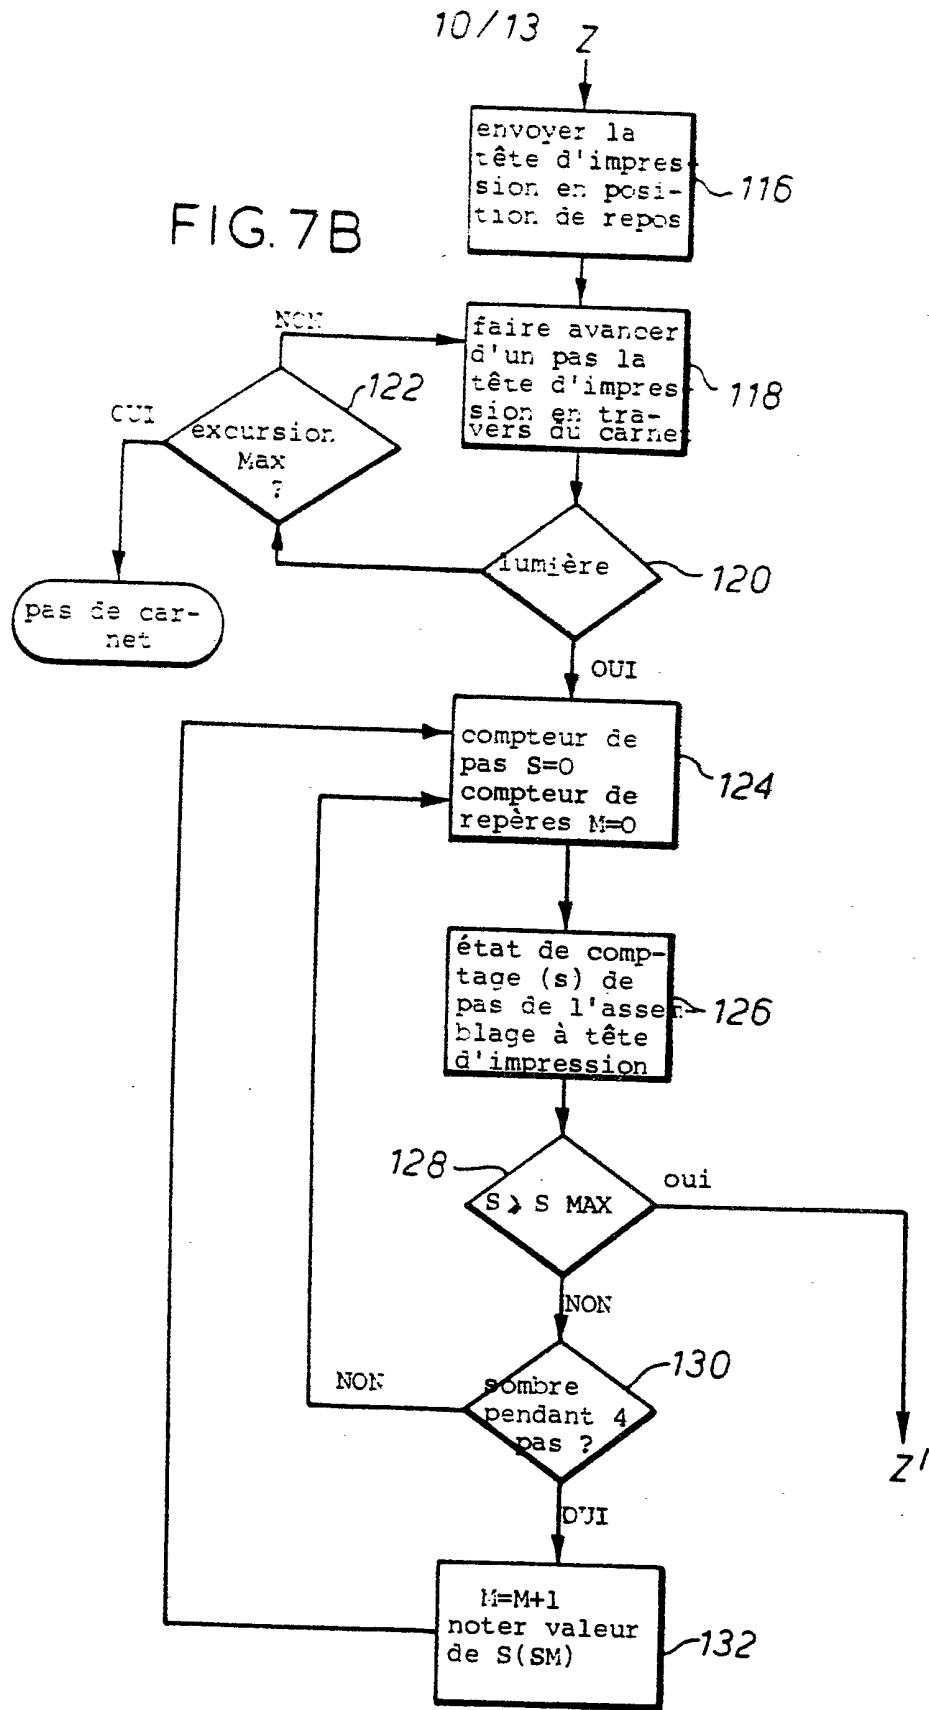 10/13 Z
envoyer la
tête d'impres-
sion en posi-
tion de repos
116
FIG. 7B
NON
faire avancer
d'un pas la
tête d'impres-
sion en tra-
vers du carnet
118
122
OUI
excursion
Max
?
lumière
120
pas de car-
net
OUI
compteur de
pas S=0
compteur de
repères M=0
124
état de comp-
tage (s) de
pas de l'assem-
blage à tête
d'impression
126
128
S > S MAX
oui
NON
130
NON
sombre
pendant 4
pas ?
Z'
OUI
M=M+1
noter valeur
de S(SM)
132